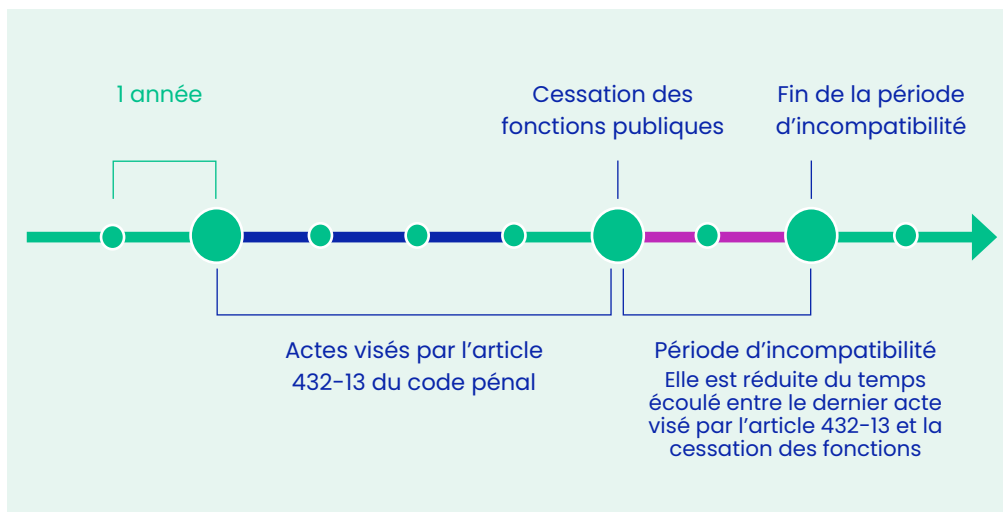 1 année
Cessation des
fonctions publiques
Fin de la période
d’incompatibilité
Actes visés par l’article
432-13 du code pénal
Période d’incompatibilité
Elle est réduite du temps
écoulé entre le dernier acte
visé par l’article 432-13 et la
cessation des fonctions